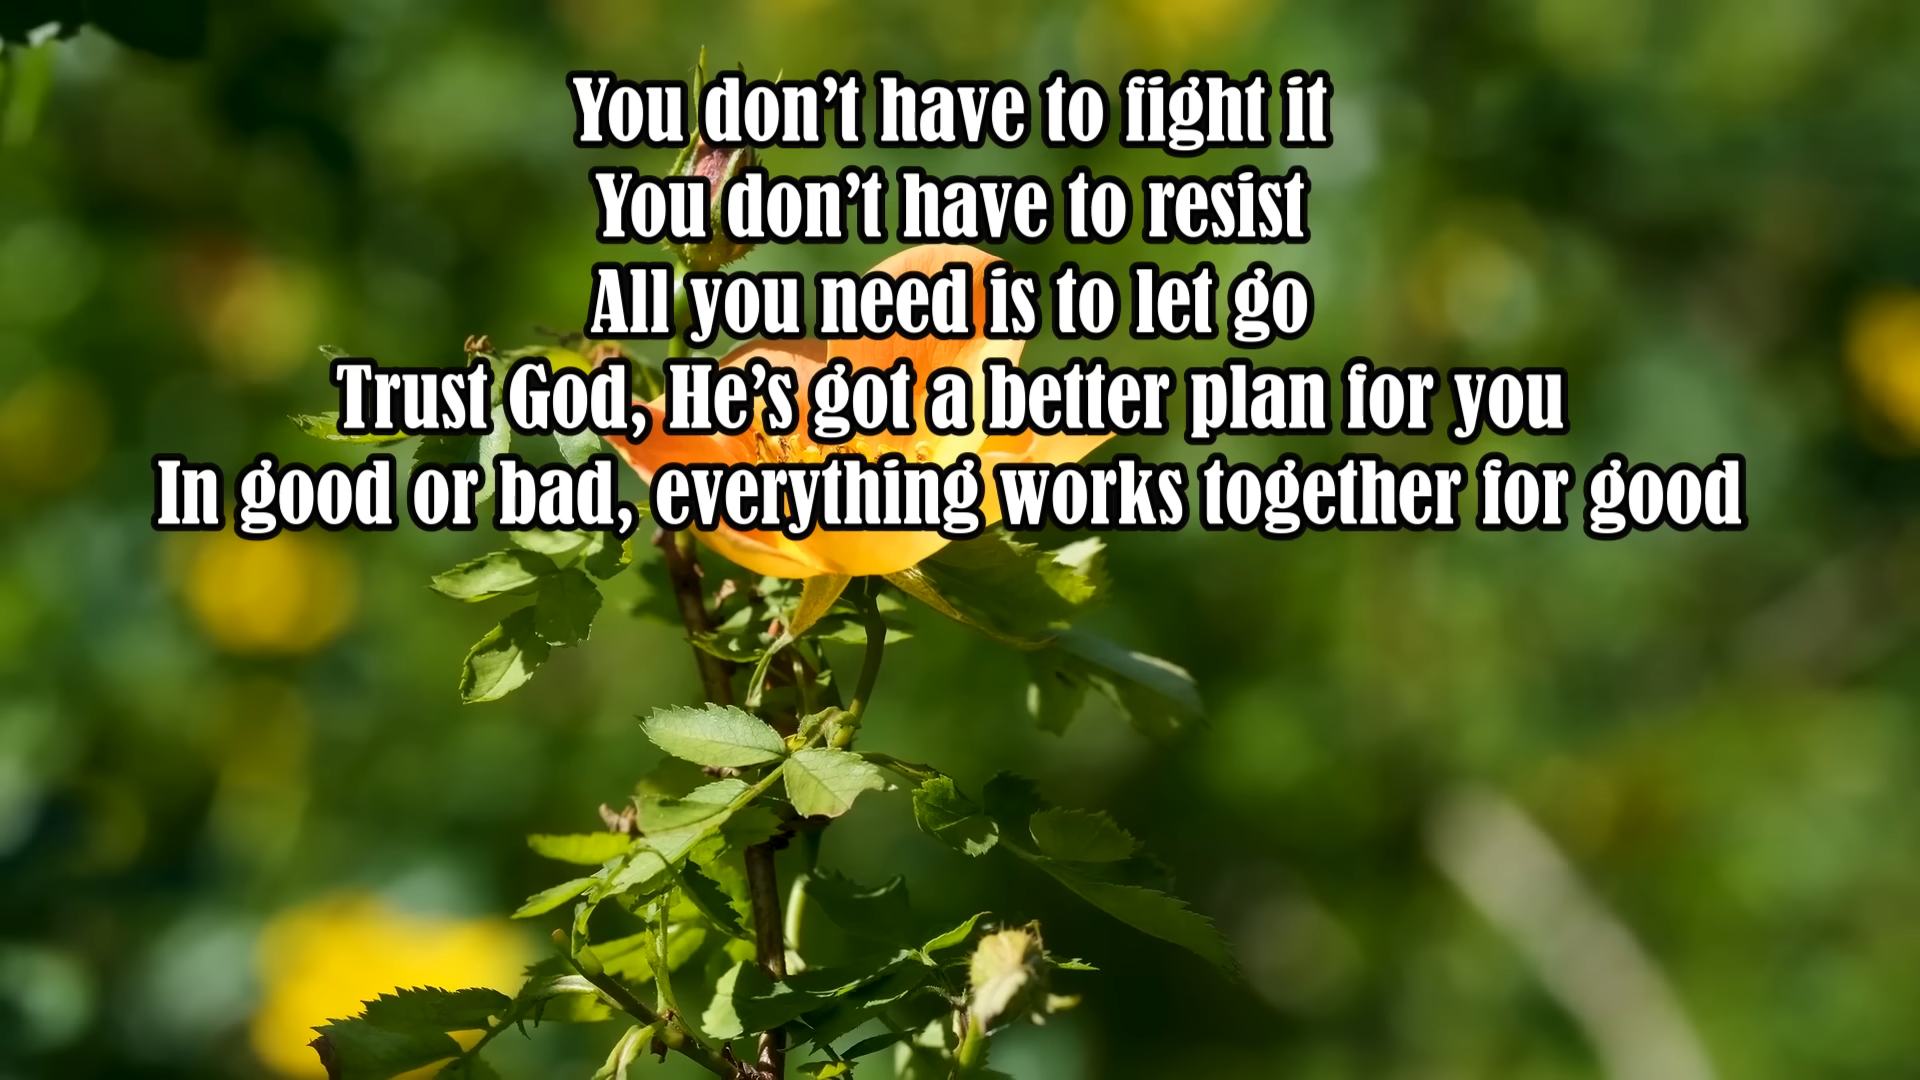 You don’t have to fight it
You don’t have to resist
All you need is to let go
Trust God, He’s got a better plan for you
In good or bad, everything works together for good